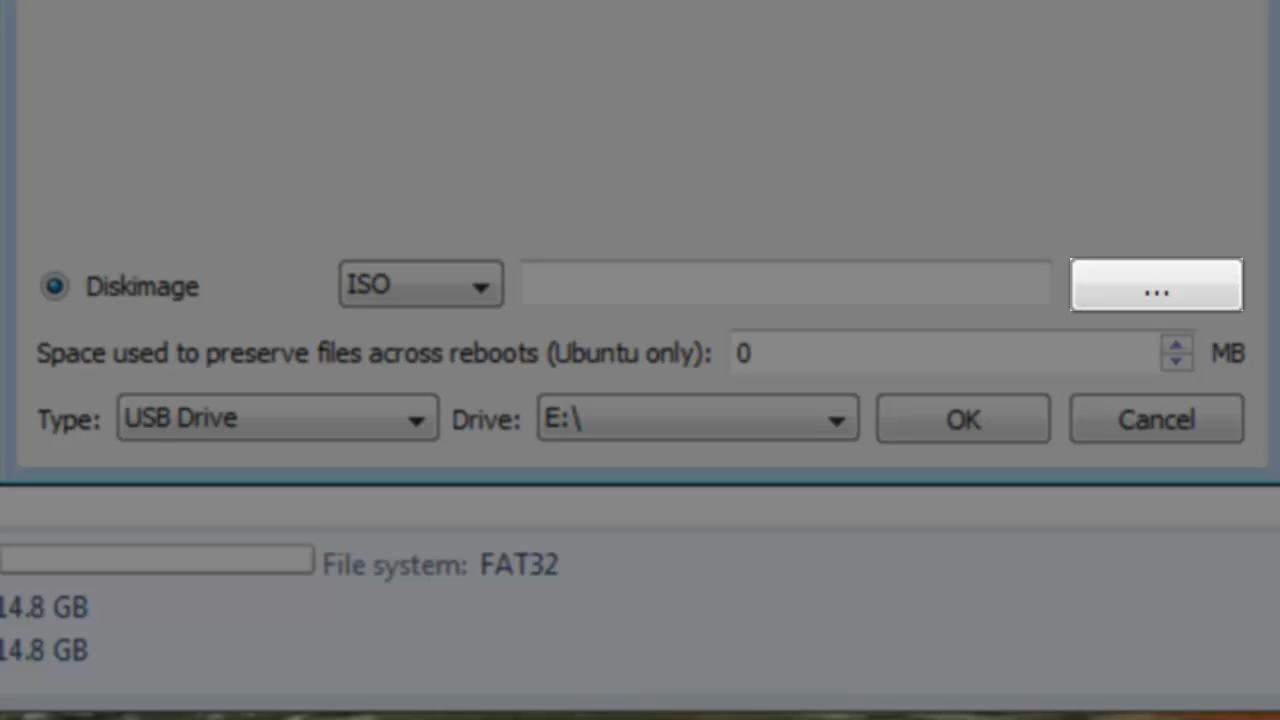 Diskimage ISO ...
Space used to preserve files across reboots (Ubuntu only): 0 MB
Type: USB Drive Drive: E:\ OK Cancel
File system: FAT32
14.8 GB
14.8 GB